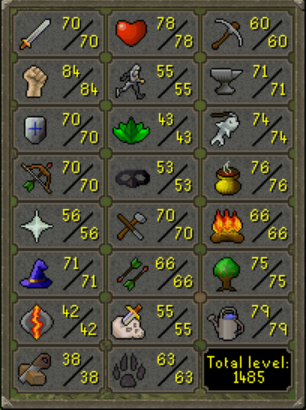 70/70 78/78 60/60
84/84 55/55 71/71
70/70 43/43 74/74
70/70 53/53 76/76
56/56 70/70 66/66
71/71 66/66 75/75
42/42 55/55 79/79
38/38 63/63 Total level:
1485